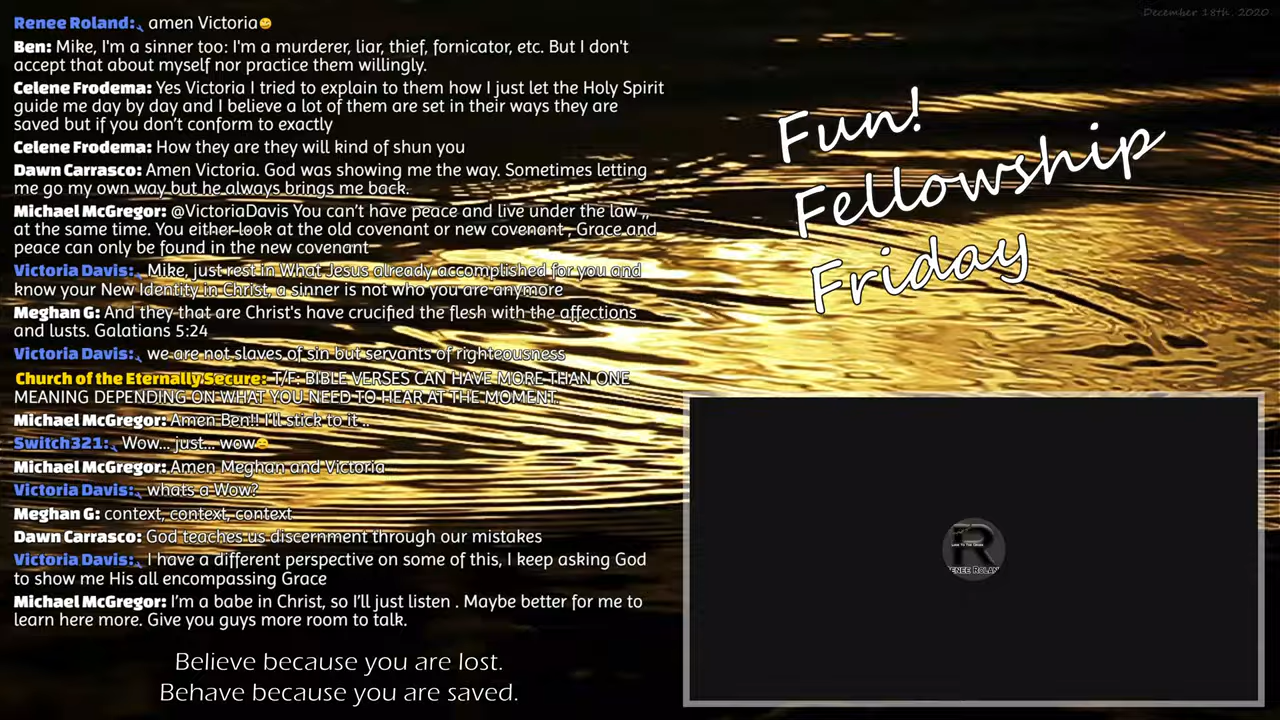 December 18th, 2020
Renee Roland: amen Victoria
Ben: Mike, I'm a sinner too: I'm a murderer, liar, thief, fornicator, etc. But I don't
accept that about myself nor practice them willingly.
Celene Frodema: Yes Victoria I tried to explain to them how I just let the Holy Spirit
guide me day by day and I believe a lot of them are set in their ways they are
saved but if you don’t conform to exactly
Celene Frodema: How they are they will kind of shun you
Dawn Carrasco: Amen Victoria. God was showing me the way. Sometimes letting
me go my own way but he always brings me back.
Michael McGregor: @VictoriaDavis You can’t have peace and live under the law ,,
at the same time. You either look at the old covenant or new covenant , Grace and
peace can only be found in the new covenant
Victoria Davis: Mike, just rest in What Jesus already accomplished for you and
know your New Identity in Christ, a sinner is not who you are anymore
Meghan G: And they that are Christ's have crucified the flesh with the affections
and lusts. Galatians 5:24
Victoria Davis: we are not slaves of sin but servants of righteousness
Church of the Eternally Secure: T/F: BIBLE VERSES CAN HAVE MORE THAN ONE
MEANING DEPENDING ON WHAT YOU NEED TO HEAR AT THE MOMENT.
Michael McGregor: Amen Ben!! I’ll stick to it ..
Switch321: Wow... just... wow
Michael McGregor: Amen Meghan and Victoria
Victoria Davis: whats a Wow?
Meghan G: context, context, context
Dawn Carrasco: God teaches us discernment through our mistakes
Victoria Davis: I have a different perspective on some of this, I keep asking God
to show me His all encompassing Grace
Michael McGregor: I’m a babe in Christ, so I’ll just listen . Maybe better for me to
learn here more. Give you guys more room to talk.
Believe because you are lost.
Behave because you are saved.
Fun!
Fellowship
Friday
R